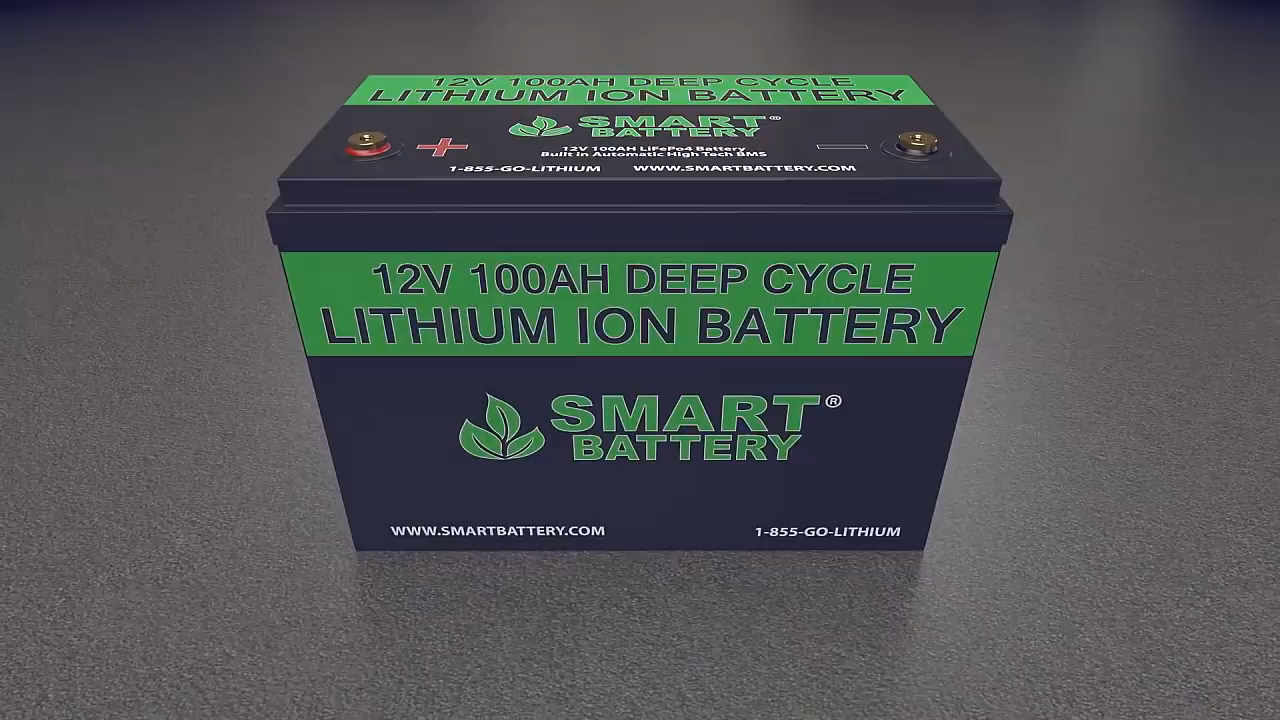 12V 100AH DEEP CYCLE
LITHIUM ION BATTERY
SMART®
BATTERY
12V 100AH LiFePo4 Battery
Built in Automatic High Tech BMS
1-855-GO-LITHIUM WWW.SMARTBATTERY.COM
12V 100AH DEEP CYCLE
LITHIUM ION BATTERY
SMART®
BATTERY
WWW.SMARTBATTERY.COM 1-855-GO-LITHIUM